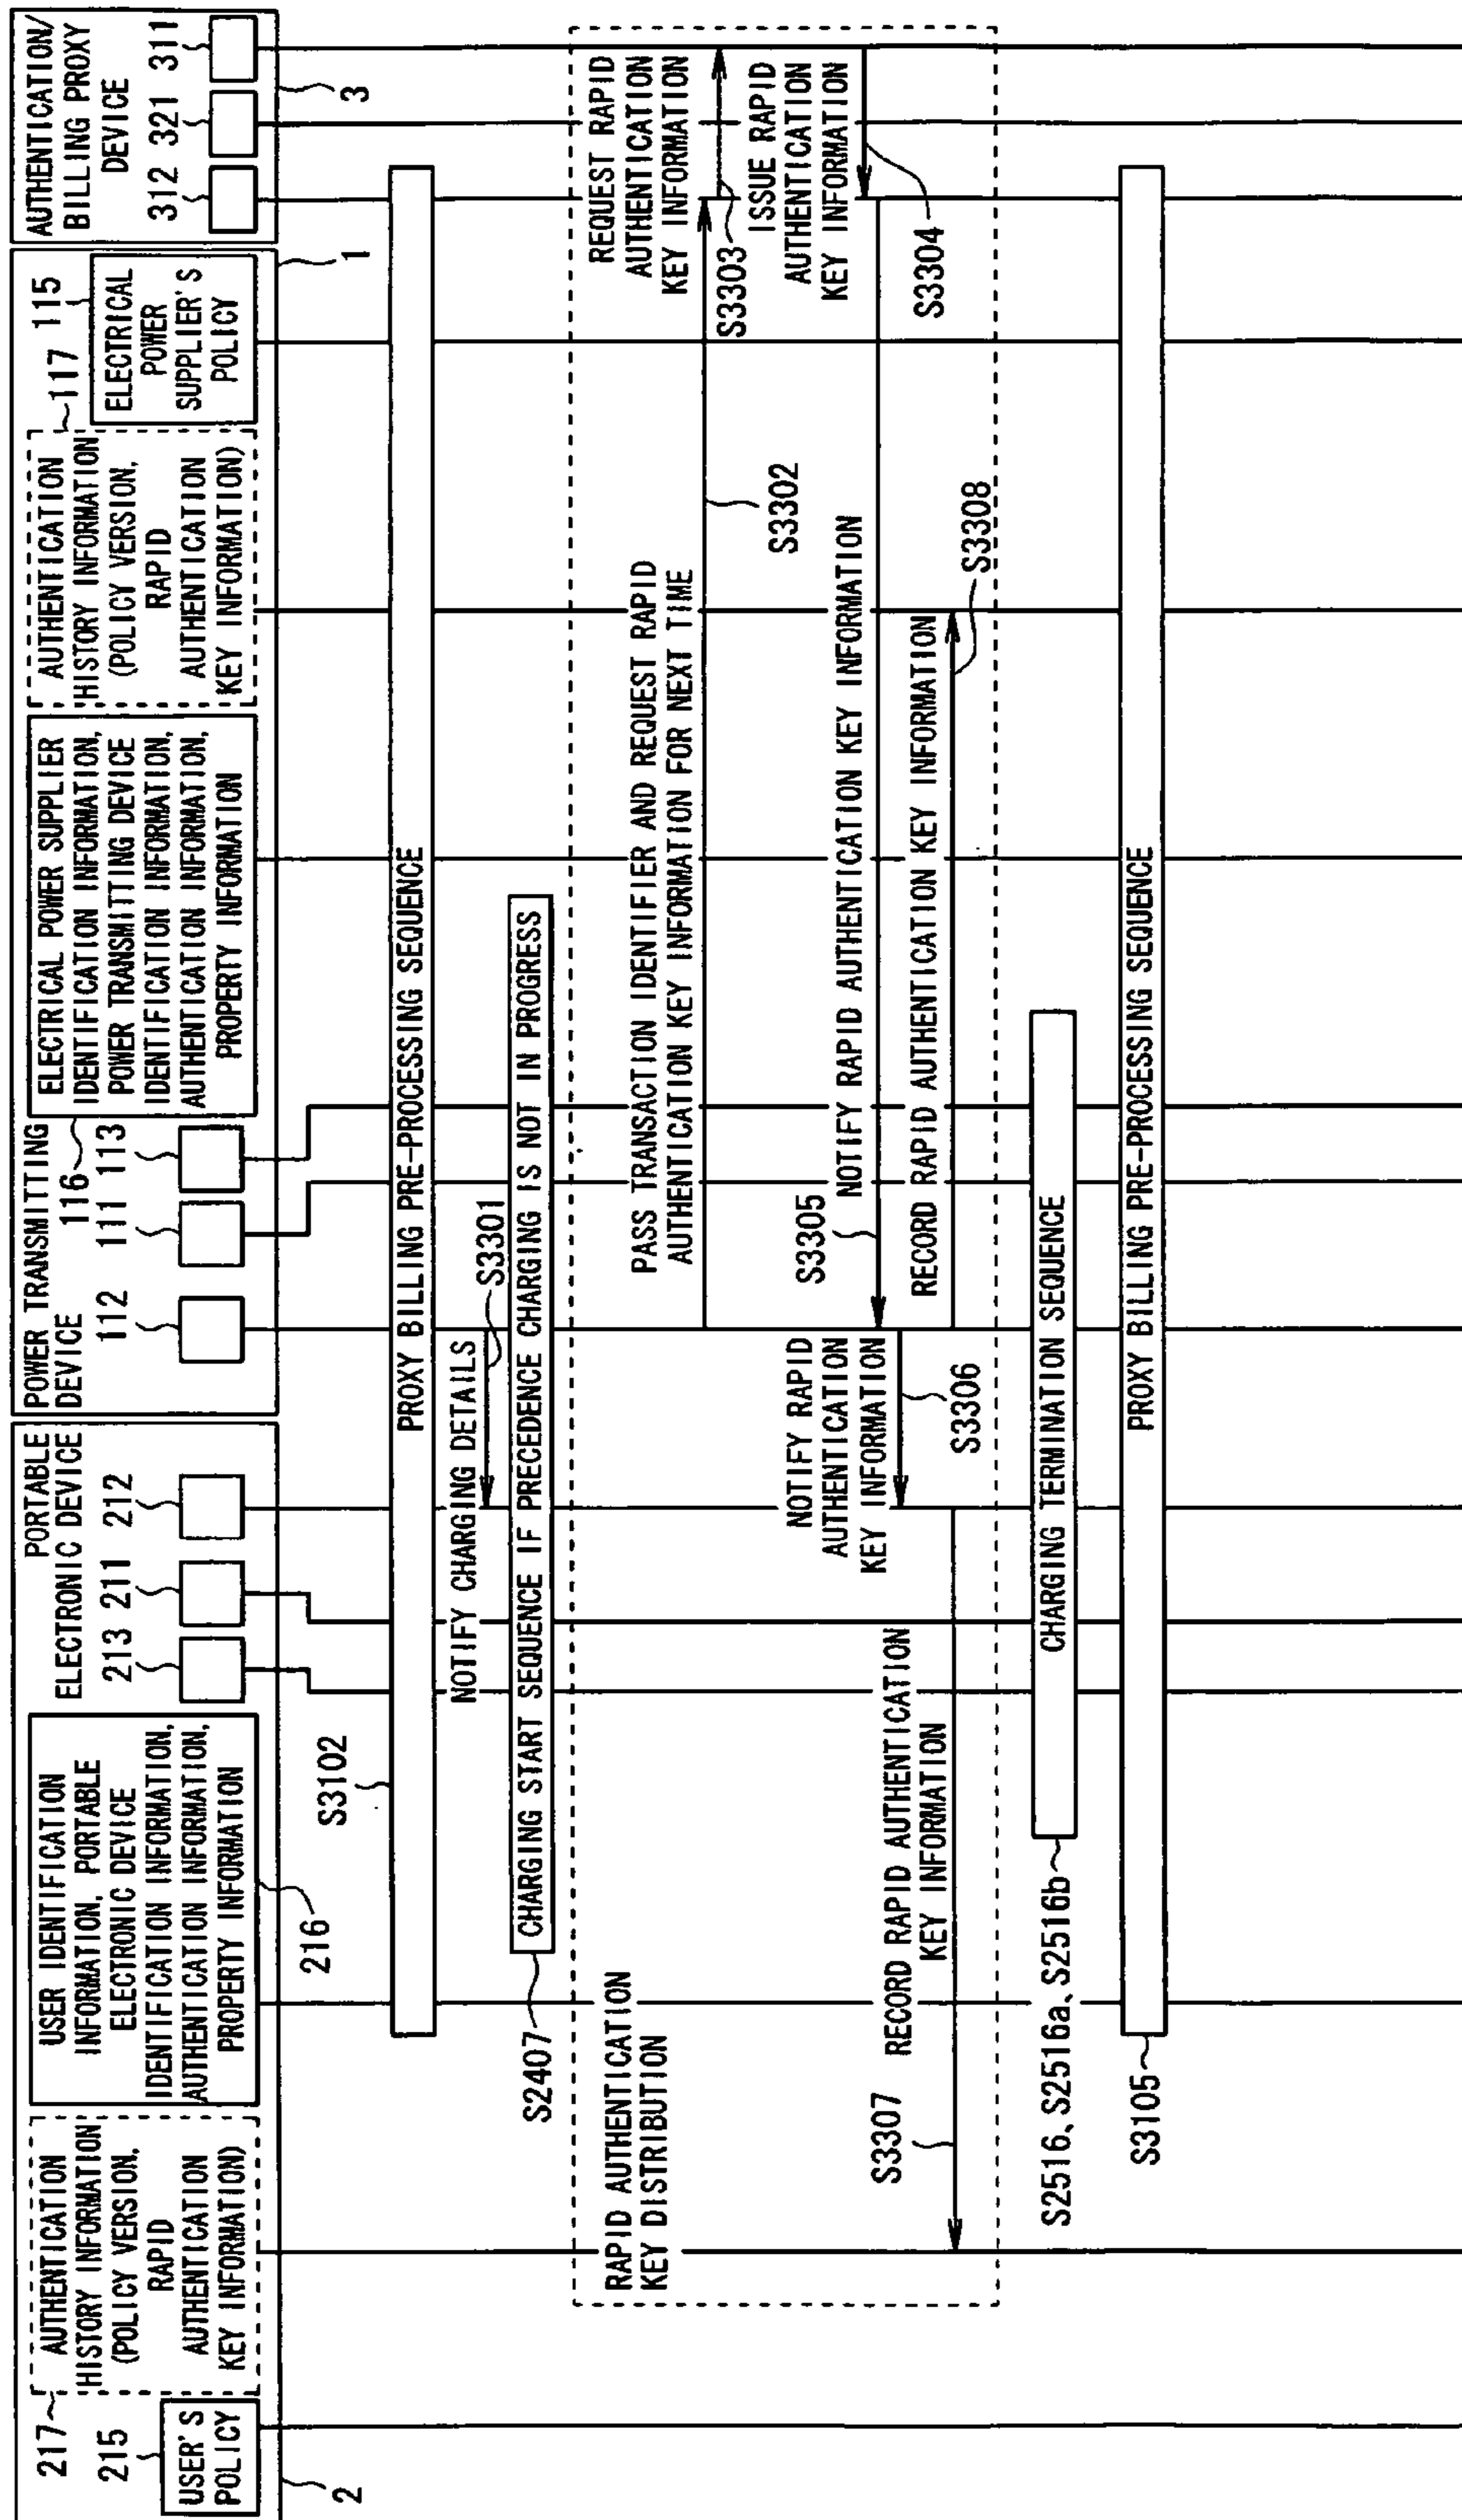 217
215
USER'S
POLICY
2
AUTHENTICATION
HISTORY INFORMATION
(POLICY VERSION,
RAPID
AUTHENTICATION
KEY INFORMATION)
USER IDENTIFICATION
INFORMATION, PORTABLE
ELECTRONIC DEVICE
IDENTIFICATION INFORMATION,
AUTHENTICATION INFORMATION,
PROPERTY INFORMATION
216
PORTABLE
ELECTRONIC DEVICE
213 211 212
POWER TRANSMITTING
DEVICE
112 111 113
116
ELECTRICAL POWER SUPPLIER
IDENTIFICATION INFORMATION,
POWER TRANSMITTING DEVICE
IDENTIFICATION INFORMATION,
AUTHENTICATION INFORMATION,
PROPERTY INFORMATION
AUTHENTICATION
HISTORY INFORMATION
(POLICY VERSION,
RAPID
AUTHENTICATION
KEY INFORMATION)
117 115
ELECTRICAL
POWER
SUPPLIER'S
POLICY
1
AUTHENTICATION/
BILLING PROXY
DEVICE
312 321 311
3
S3102
PROXY BILLING PRE-PROCESSING SEQUENCE
NOTIFY CHARGING DETAILS
S3301
S2407
CHARGING START SEQUENCE IF PRECEDENCE CHARGING IS NOT IN PROGRESS
RAPID AUTHENTICATION
KEY DISTRIBUTION
PASS TRANSACTION IDENTIFIER AND REQUEST RAPID
AUTHENTICATION KEY INFORMATION FOR NEXT TIME
S3302
REQUEST RAPID
AUTHENTICATION
KEY INFORMATION
S3303
ISSUE RAPID
AUTHENTICATION
KEY INFORMATION
S3304
S3305
NOTIFY RAPID AUTHENTICATION KEY INFORMATION
NOTIFY RAPID
AUTHENTICATION
KEY INFORMATION
S3306
RECORD RAPID AUTHENTICATION
KEY INFORMATION
S3307
RECORD RAPID AUTHENTICATION KEY INFORMATION
S3308
S2516、S2516a、S2516b
CHARGING TERMINATION SEQUENCE
S3105
PROXY BILLING PRE-PROCESSING SEQUENCE